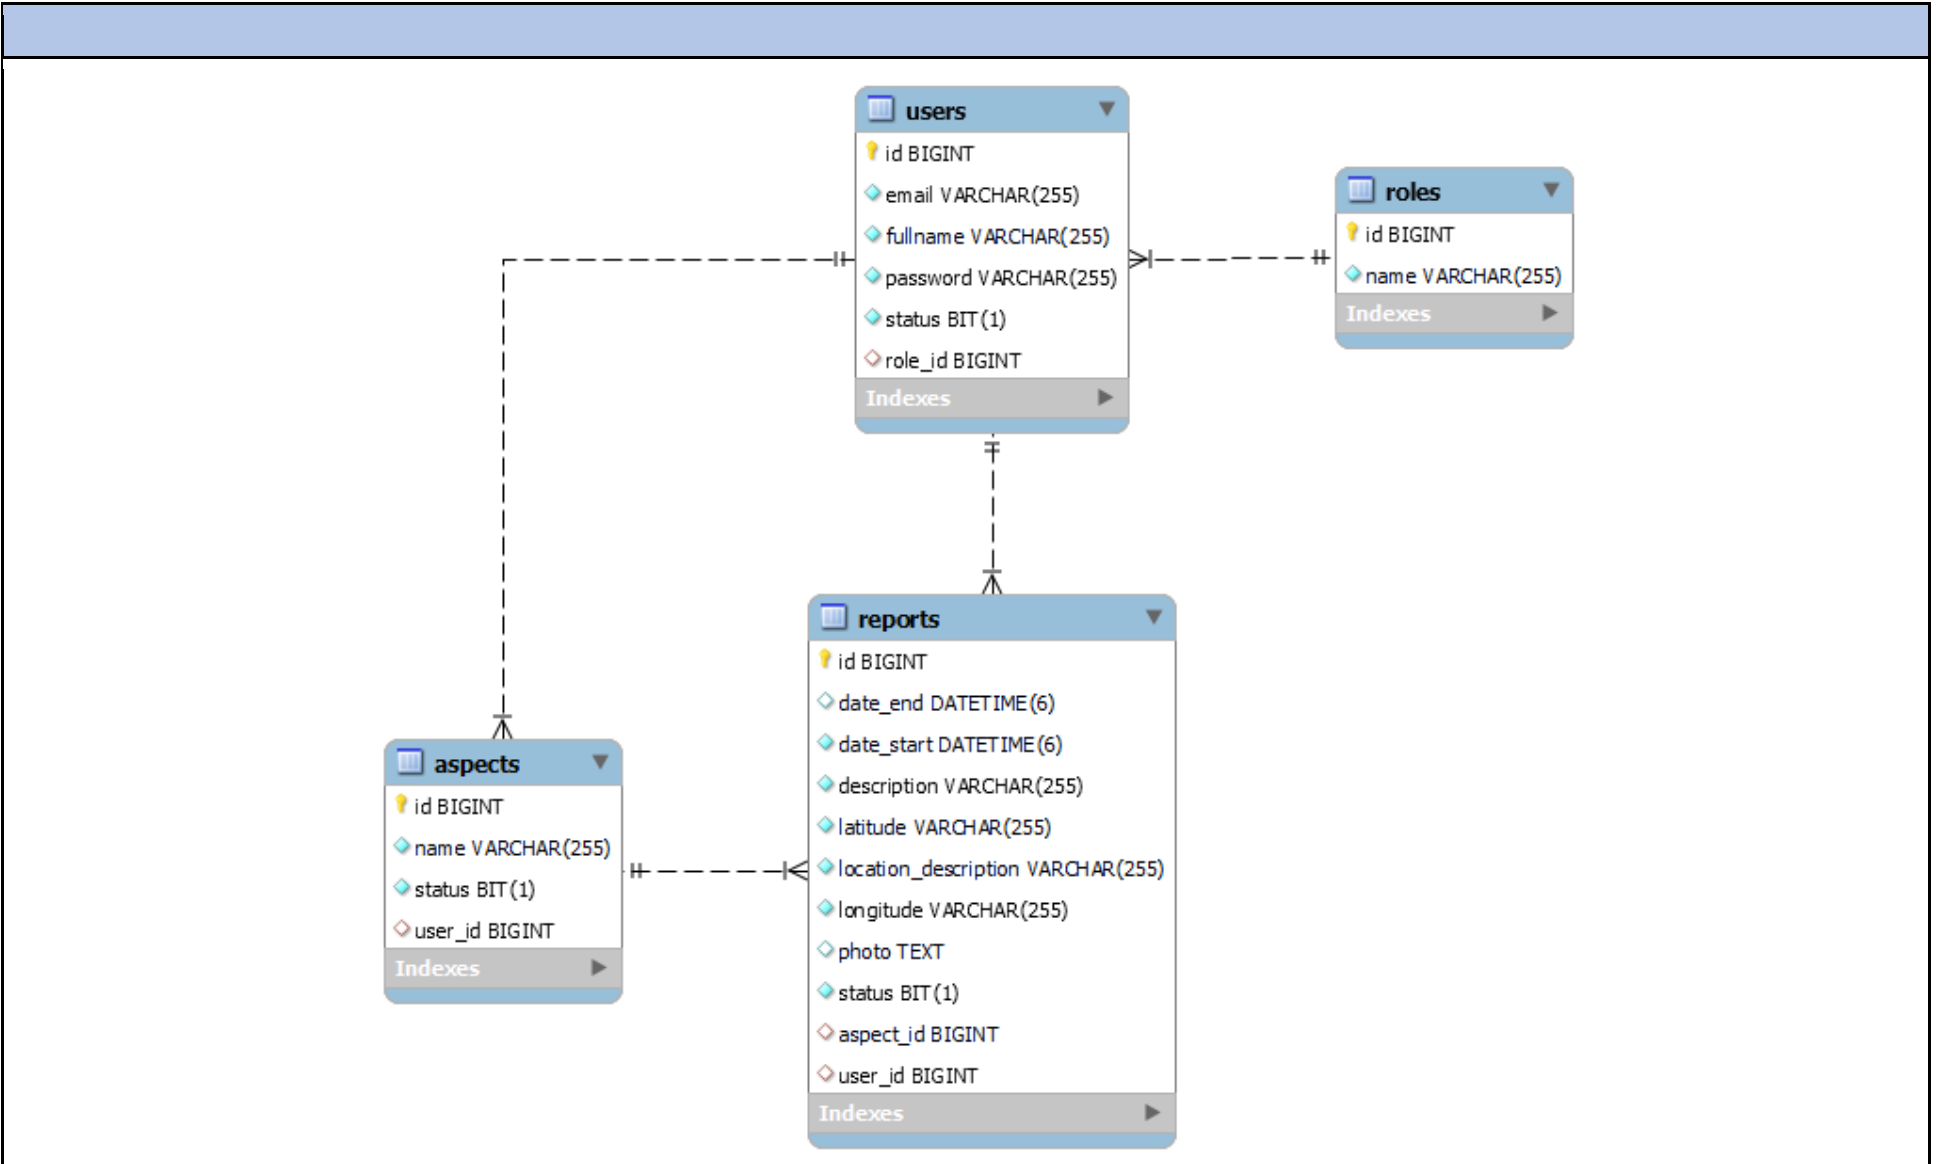 users
id BIGINT
email VARCHAR(255)
fullname VARCHAR(255)
password VARCHAR(255)
status BIT(1)
role_id BIGINT
Indexes
roles
id BIGINT
name VARCHAR(255)
Indexes
aspects
id BIGINT
name VARCHAR(255)
status BIT(1)
user_id BIGINT
Indexes
reports
id BIGINT
date_end DATETIME(6)
date_start DATETIME(6)
description VARCHAR(255)
latitude VARCHAR(255)
location_description VARCHAR(255)
longitude VARCHAR(255)
photo TEXT
status BIT(1)
aspect_id BIGINT
user_id BIGINT
Indexes